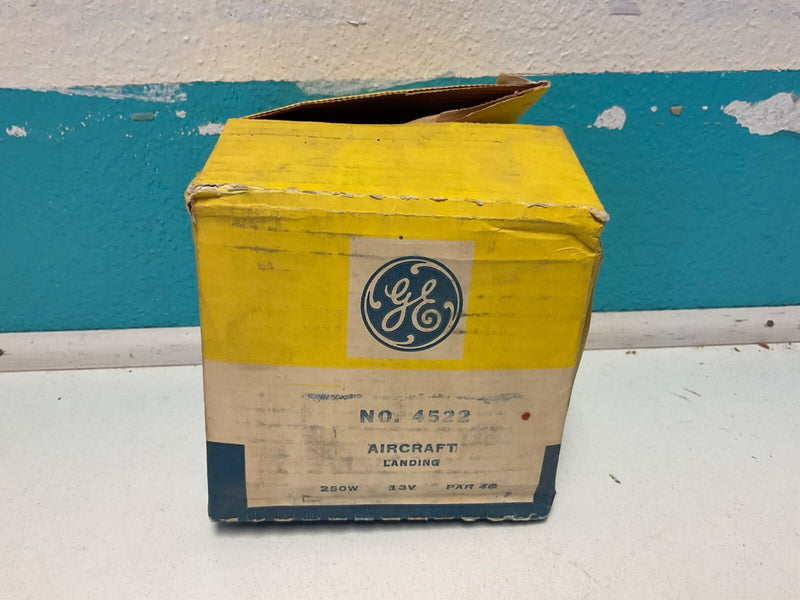 GE
NO. 4522
AIRCRAFT
LANDING
250W 13V PAR 46